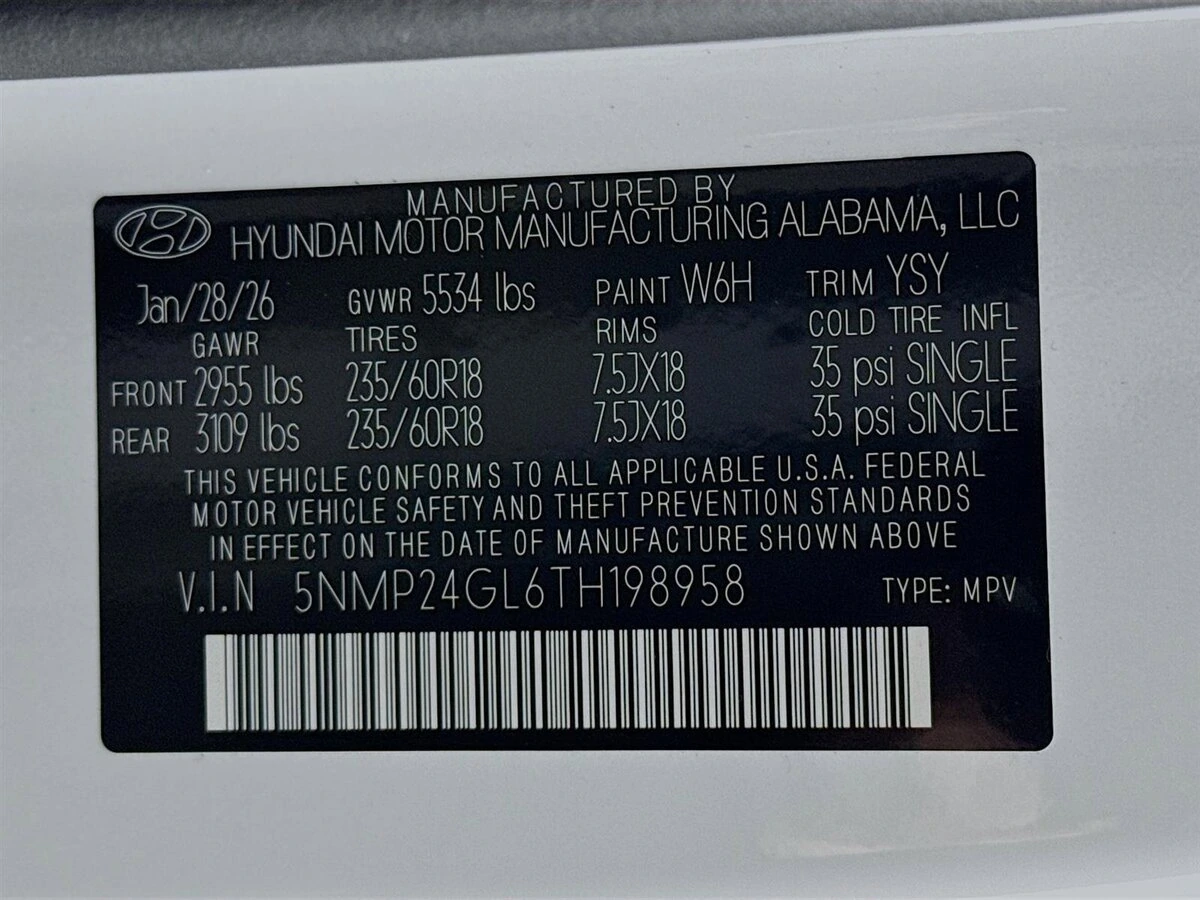 MANUFACTURED BY
HYUNDAI MOTOR MANUFACTURING ALABAMA, LLC
Jan/28/26 GVWR 5534 lbs PAINT W6H TRIM YSY
GAWR TIRES RIMS COLD TIRE INFL
FRONT 2955 lbs 235/60R18 7.5JX18 35 psi SINGLE
REAR 3109 lbs 235/60R18 7.5JX18 35 psi SINGLE
THIS VEHICLE CONFORMS TO ALL APPLICABLE U.S.A. FEDERAL
MOTOR VEHICLE SAFETY AND THEFT PREVENTION STANDARDS
IN EFFECT ON THE DATE OF MANUFACTURE SHOWN ABOVE
V.I.N 5NMP24GL6TH198958 TYPE: MPV